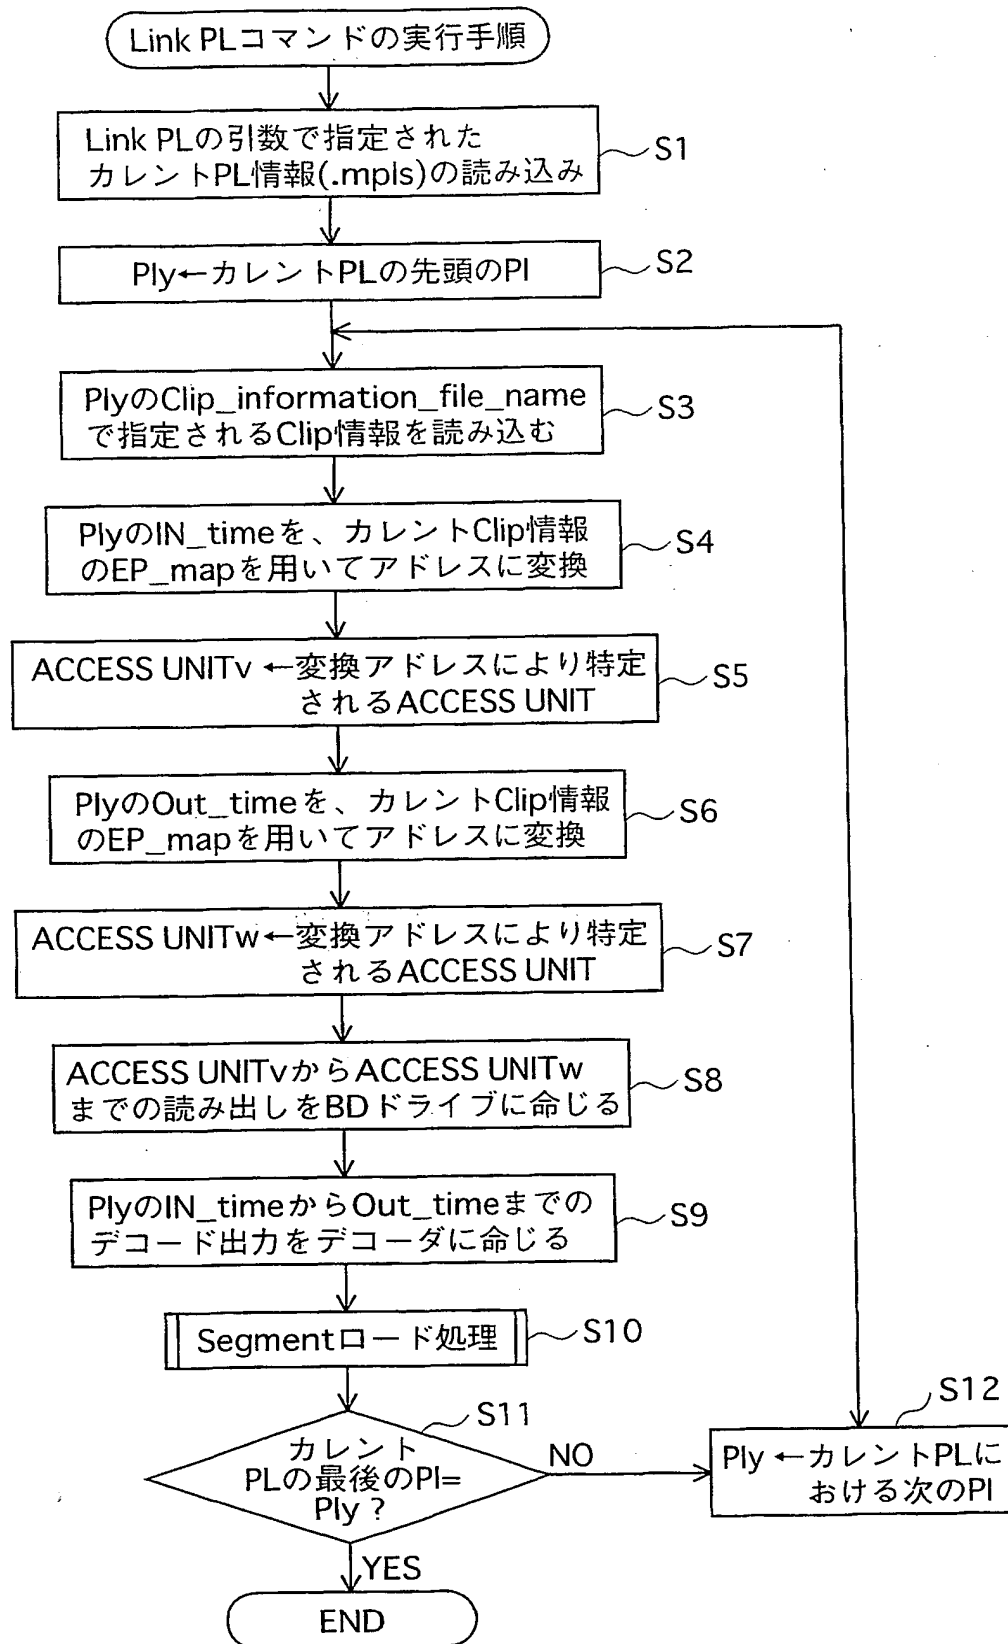 Link PLコマンドの実行手順
Link PLの引数で指定された
カレントPL情報(.mpls)の読み込み
S1
PIy←カレントPLの先頭のPI
S2
PIyのClip_information_file_name
で指定されるClip情報を読み込む
S3
PIyのIN_timeを、カレントClip情報
のEP_mapを用いてアドレスに変換
S4
ACCESS UNITv ←変換アドレスにより特定
されるACCESS UNIT
S5
PIyのOut_timeを、カレントClip情報
のEP_mapを用いてアドレスに変換
S6
ACCESS UNITw←変換アドレスにより特定
されるACCESS UNIT
S7
ACCESS UNITvからACCESS UNITw
までの読み出しをBDドライブに命じる
S8
PIyのIN_timeからOut_timeまでの
デコード出力をデコーダに命じる
S9
Segmentロード処理
S10
カレント
PLの最後のPI=
PIy ?
S11
NO
PIy ←カレントPLに
おける次のPI
S12
YES
END